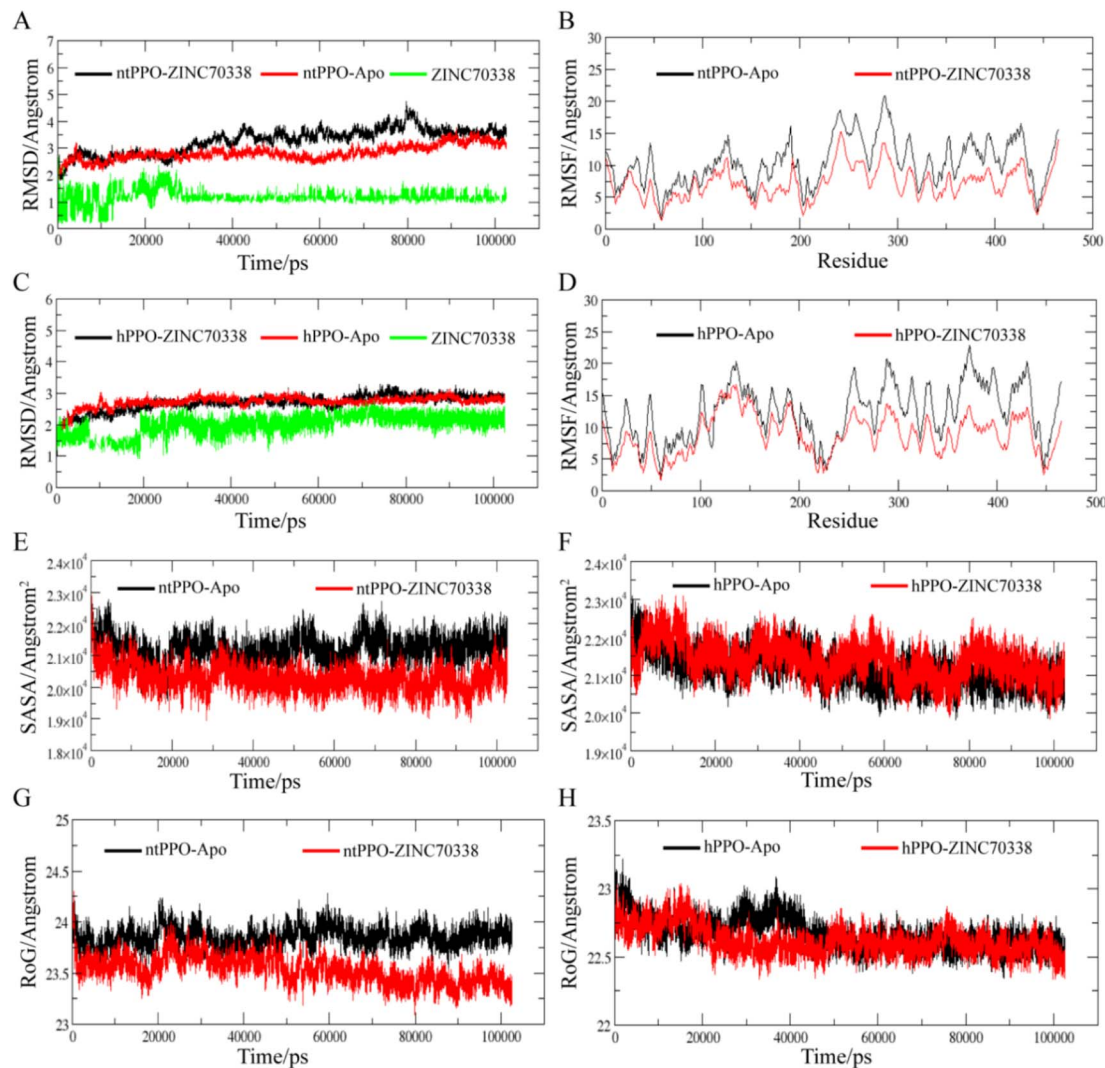 A
7
6
5
4
3
2
1
0
RMSD/Angstrom
ntPPO-ZINC70338 ntPPO-Apo ZINC70338
0 20000 40000 60000 80000 100000
Time/ps
B
30
25
20
15
10
5
0
RMSF/Angstrom
ntPPO-Apo ntPPO-ZINC70338
0 100 200 300 400 500
Residue
C
6
5
4
3
2
1
0
RMSD/Angstrom
hPPO-ZINC70338 hPPO-Apo ZINC70338
0 20000 40000 60000 80000 100000
Time/ps
D
30
25
20
15
10
5
0
RMSF/Angstrom
hPPO-Apo hPPO-ZINC70338
0 100 200 300 400 500
Residue
E
2.4×10⁴
2.3×10⁴
2.2×10⁴
2.1×10⁴
2.0×10⁴
1.9×10⁴
1.8×10⁴
SASA/Angstrom²
ntPPO-Apo ntPPO-ZINC70338
0 20000 40000 60000 80000 100000
Time/ps
F
2.4×10⁴
2.3×10⁴
2.2×10⁴
2.1×10⁴
2.0×10⁴
1.9×10⁴
SASA/Angstrom²
hPPO-Apo hPPO-ZINC70338
0 20000 40000 60000 80000 100000
Time/ps
G
25
24.5
24
23.5
23
RoG/Angstrom
ntPPO-Apo ntPPO-ZINC70338
0 20000 40000 60000 80000 100000
Time/ps
H
23.5
23
22.5
22
RoG/Angstrom
hPPO-Apo hPPO-ZINC70338
0 20000 40000 60000 80000 100000
Time/ps